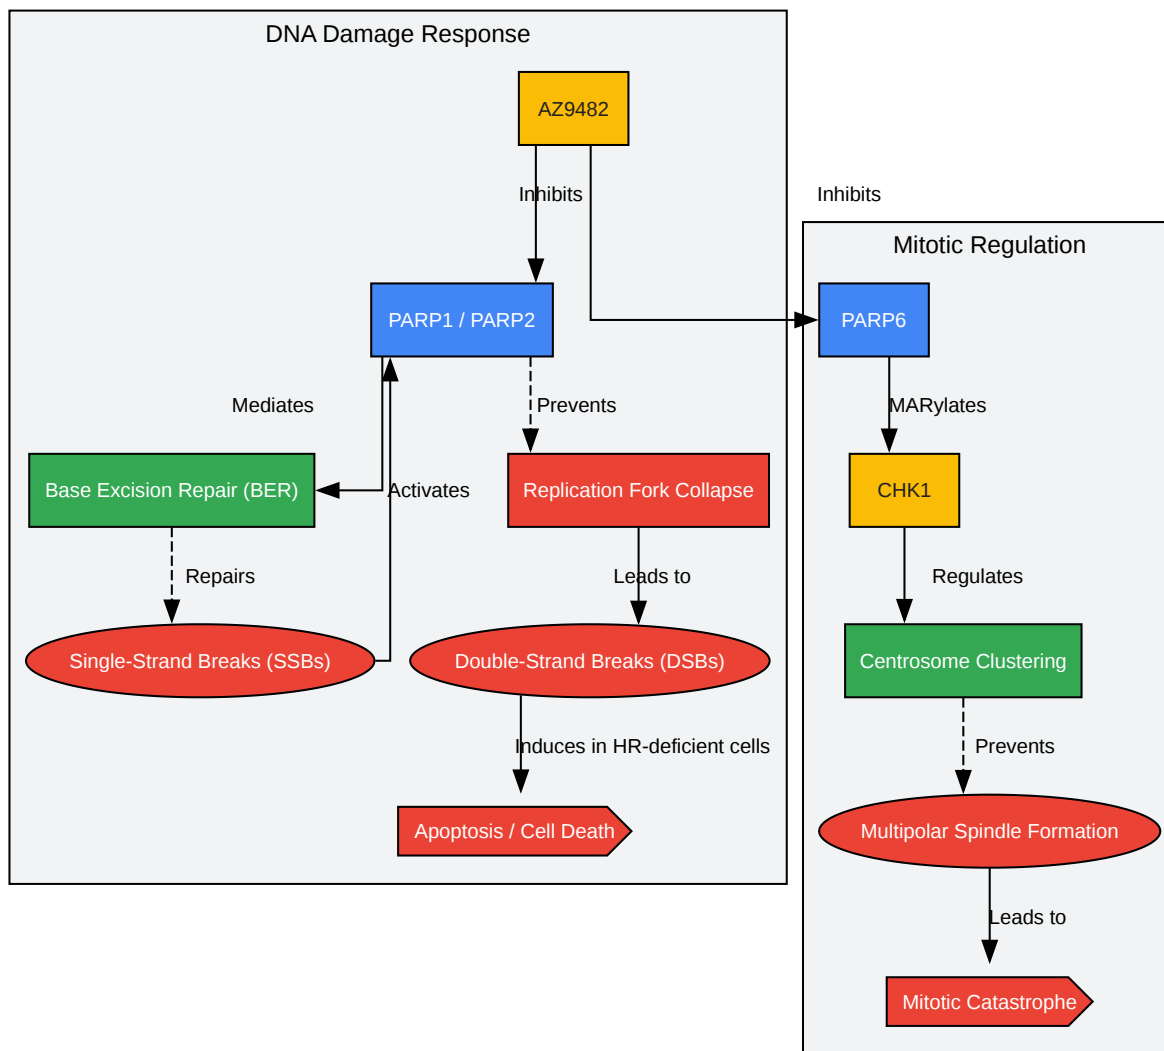 DNA Damage Response
AZ9482
Inhibits
Inhibits
Mitotic Regulation
PARP1 / PARP2
PARP6
Mediates
Prevents
MARylates
Base Excision Repair (BER)
Activates
Replication Fork Collapse
CHK1
Repairs
Leads to
Regulates
Single-Strand Breaks (SSBs)
Double-Strand Breaks (DSBs)
Centrosome Clustering
Induces in HR-deficient cells
Prevents
Apoptosis / Cell Death
Multipolar Spindle Formation
Leads to
Mitotic Catastrophe